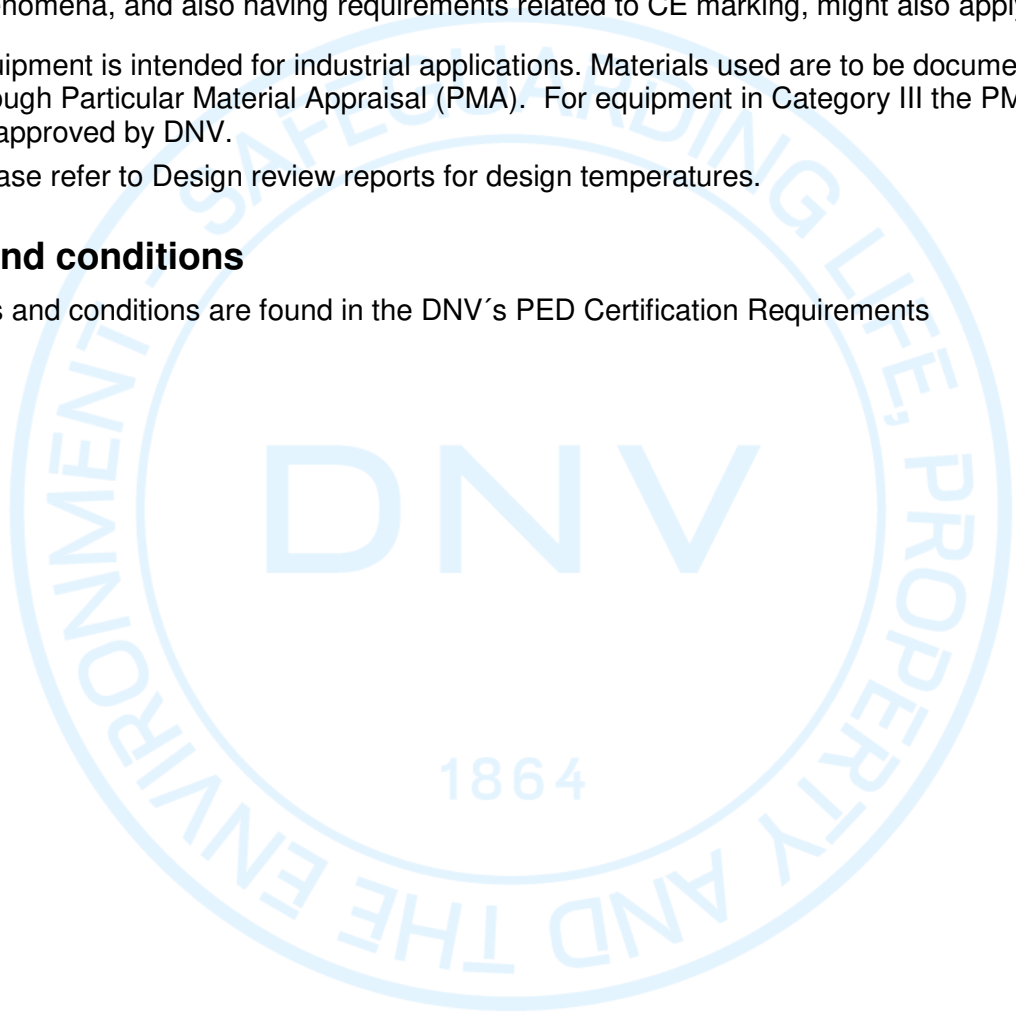 enomena, and also having requirements related to CE marking, might also apply
uipment is intended for industrial applications. Materials used are to be docume
ough Particular Material Appraisal (PMA).  For equipment in Category III the PM
approved by DNV.
ase refer to Design review reports for design temperatures.
nd conditions
s and conditions are found in the DNV´s PED Certification Requirements
SAFEGUARDING LIFE, PROPERTY AND THE ENVIRONMENT -
DNV
1864